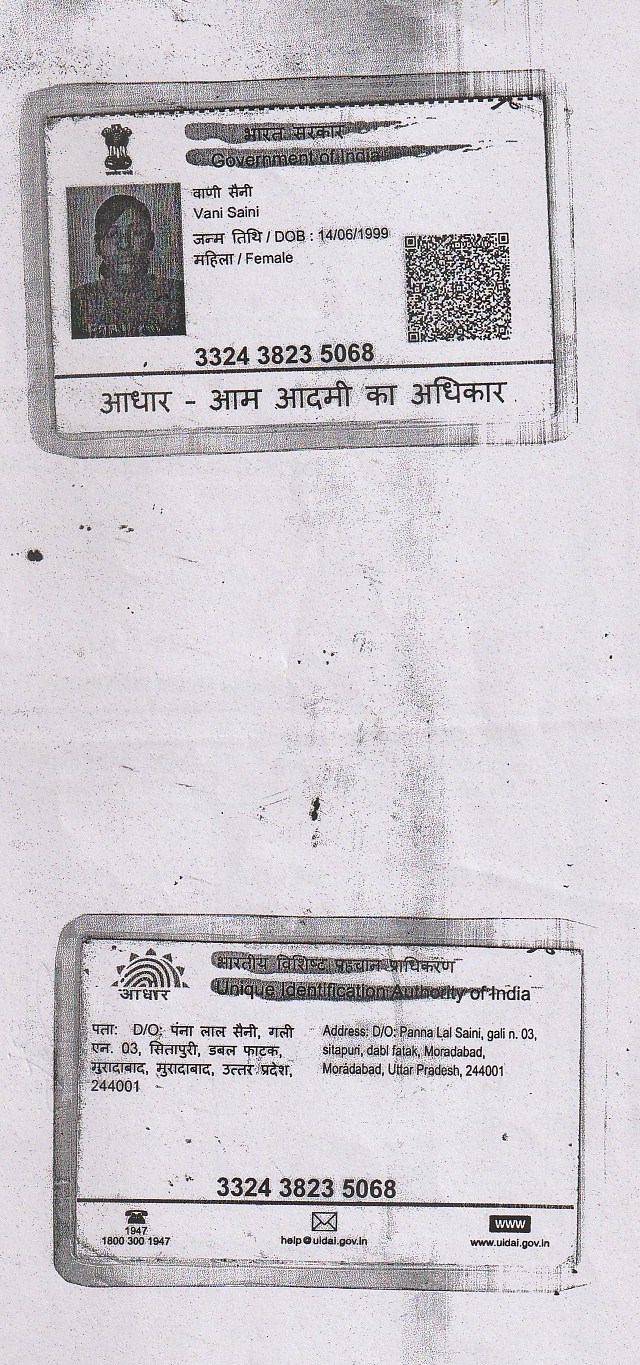 भारत सरकार
Government of India
वाणी सैनी
Vani Saini
जन्म तिथि / DOB : 14/06/1999
महिला / Female
3324 3823 5068
आधार - आम आदमी का अधिकार
भारतीय विशिष्ट पहचान प्राधिकरण
Unique Identification Authority of India
आधार
पता: D/O: पंना लाल सैनी, गली
एन. 03, सितापुरी, डबल फाटक,
मुरादाबाद, मुरादाबाद, उत्तर प्रदेश,
244001
Address: D/O: Panna Lal Saini, gali n. 03,
sitapuri, dabl fatak, Moradabad,
Moradabad, Uttar Pradesh, 244001
3324 3823 5068
1947
1800 300 1947
help@uidai.gov.in
www
www.uidai.gov.in